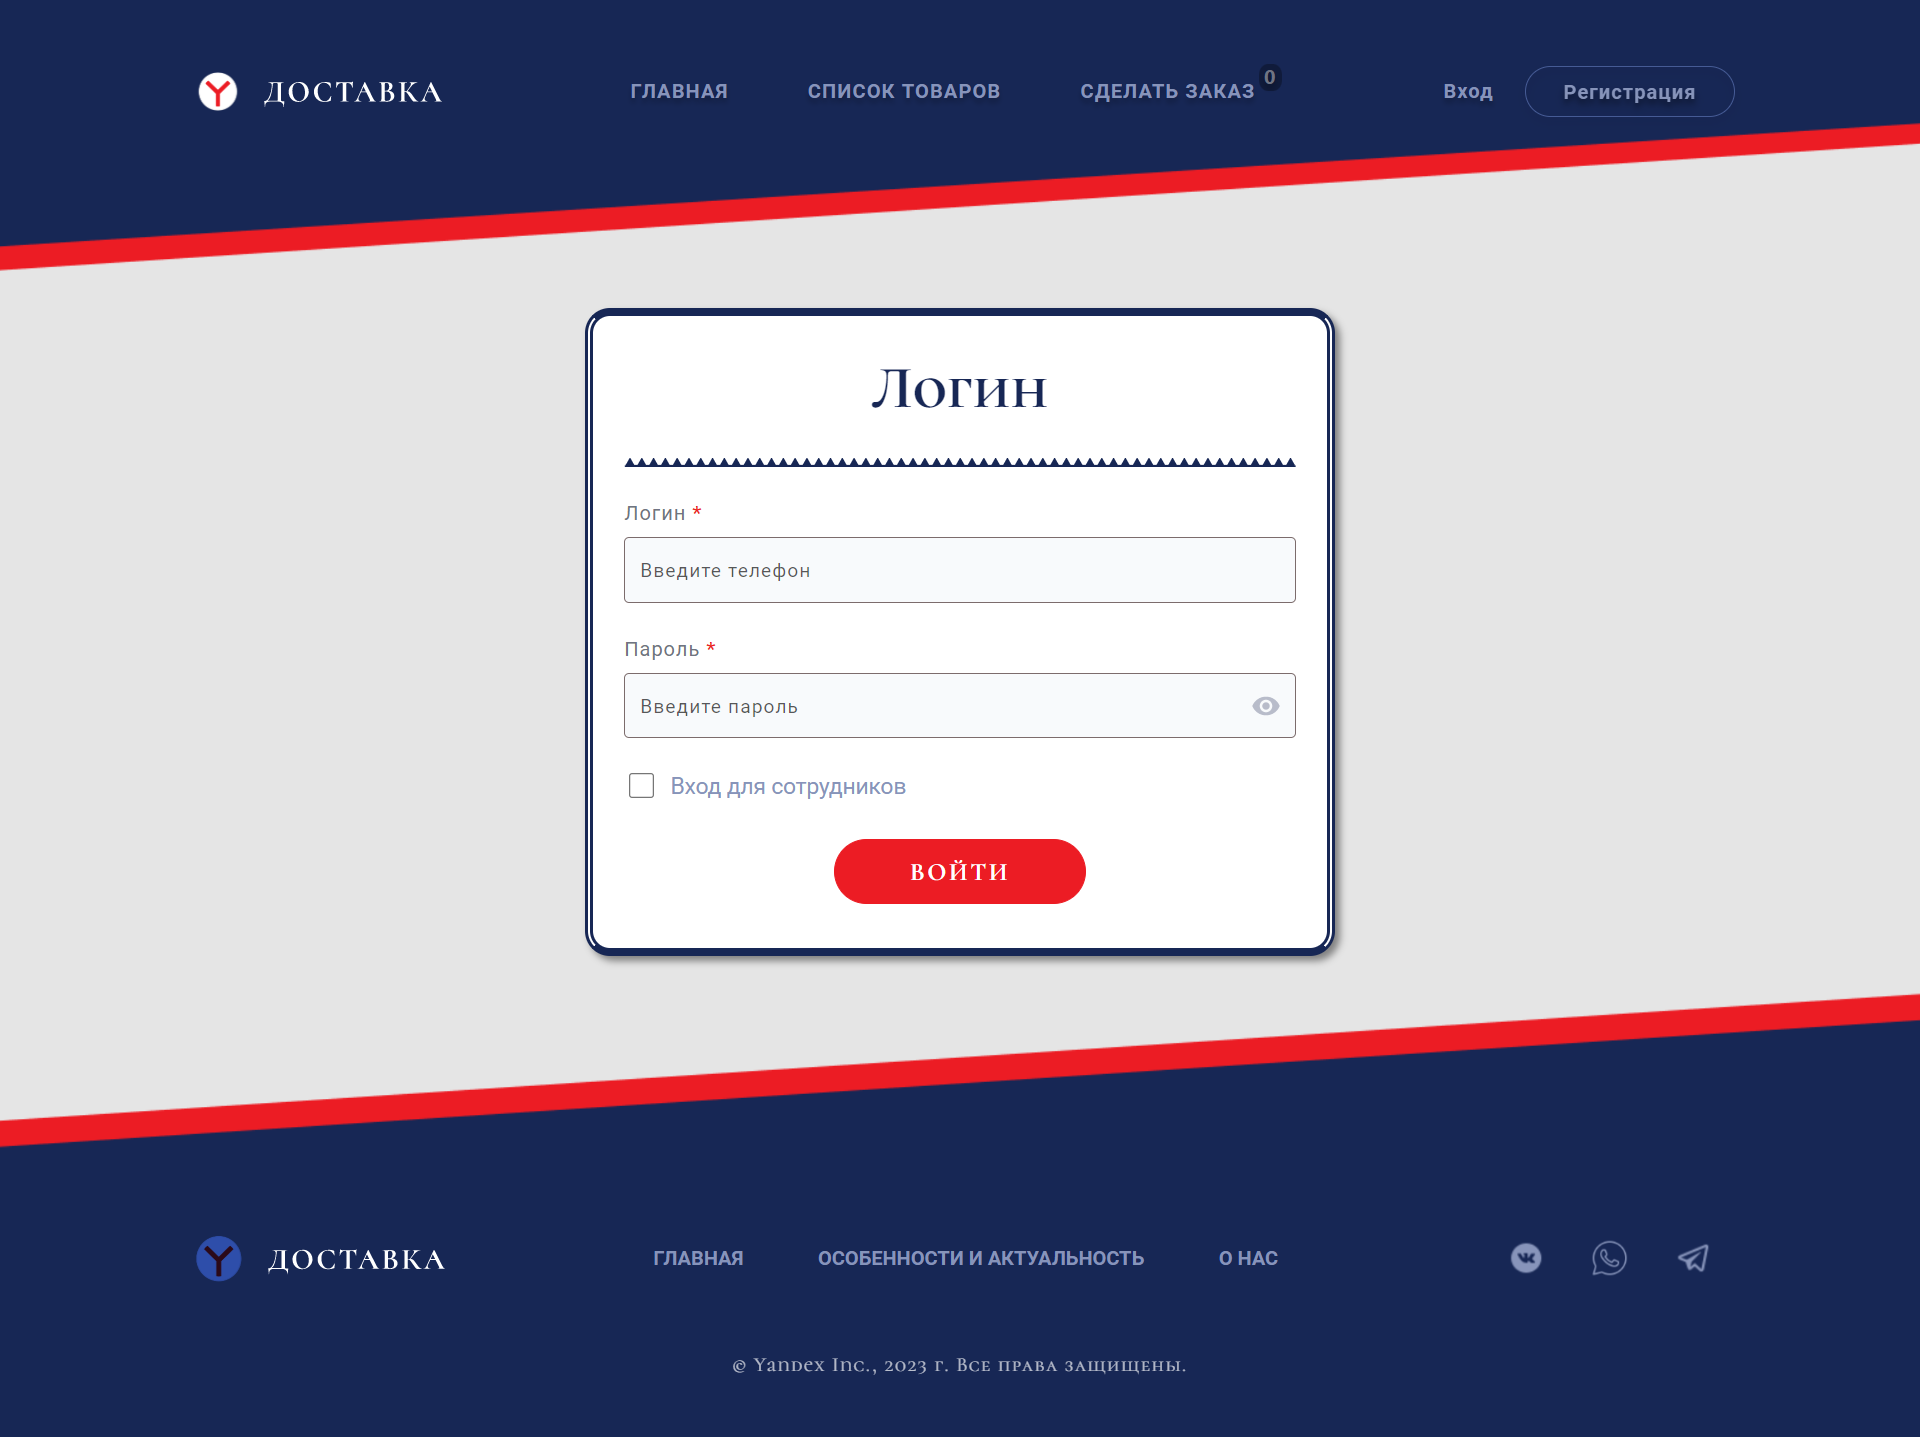 ДОСТАВКА
ГЛАВНАЯ
СПИСОК ТОВАРОВ
СДЕЛАТЬ ЗАКАЗ
0
Вход
Регистрация
Логин
Логин *
Введите телефон
Пароль *
Введите пароль
Вход для сотрудников
ВОЙТИ
ДОСТАВКА
ГЛАВНАЯ
ОСОБЕННОСТИ И АКТУАЛЬНОСТЬ
О НАС
© Yandex Inc., 2023 г. Все права защищены.